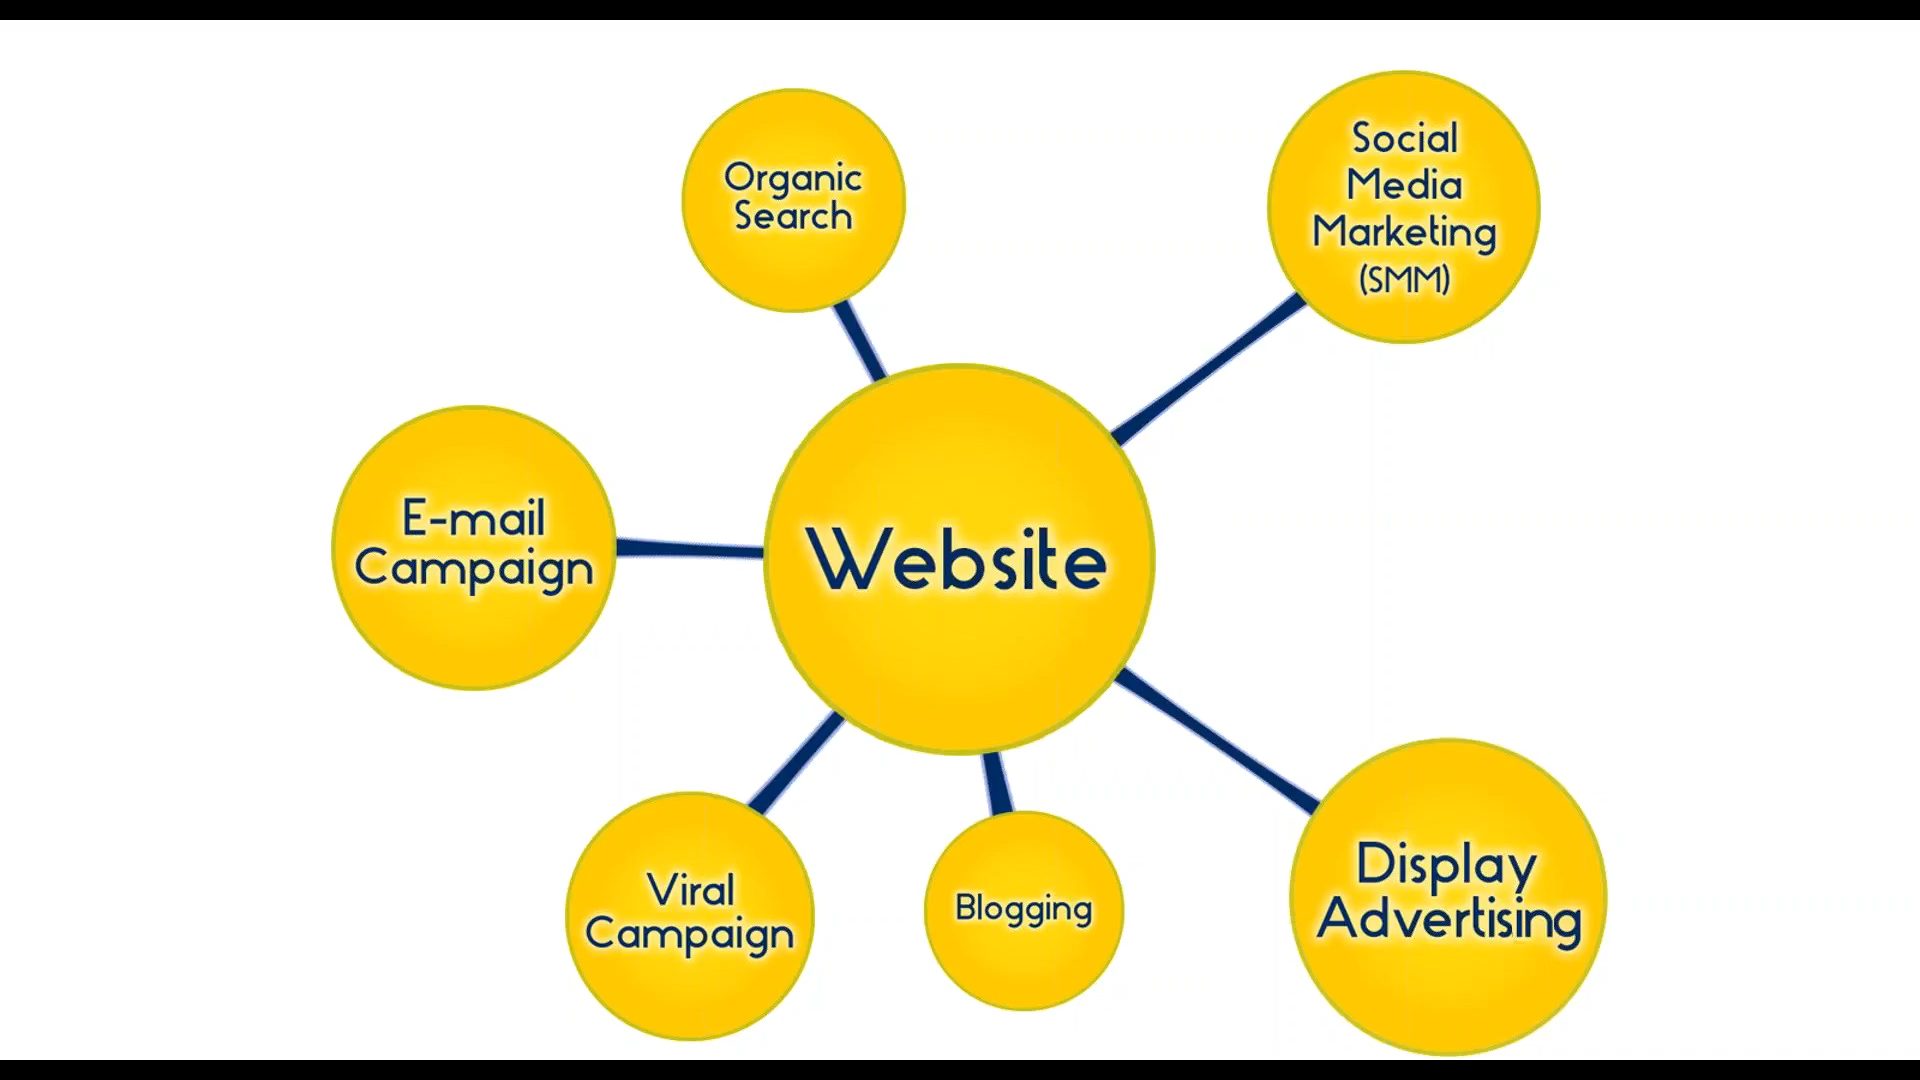 Organic
Search
Social
Media
Marketing
(SMM)
E-mail
Campaign
Website
Viral
Campaign
Blogging
Display
Advertising